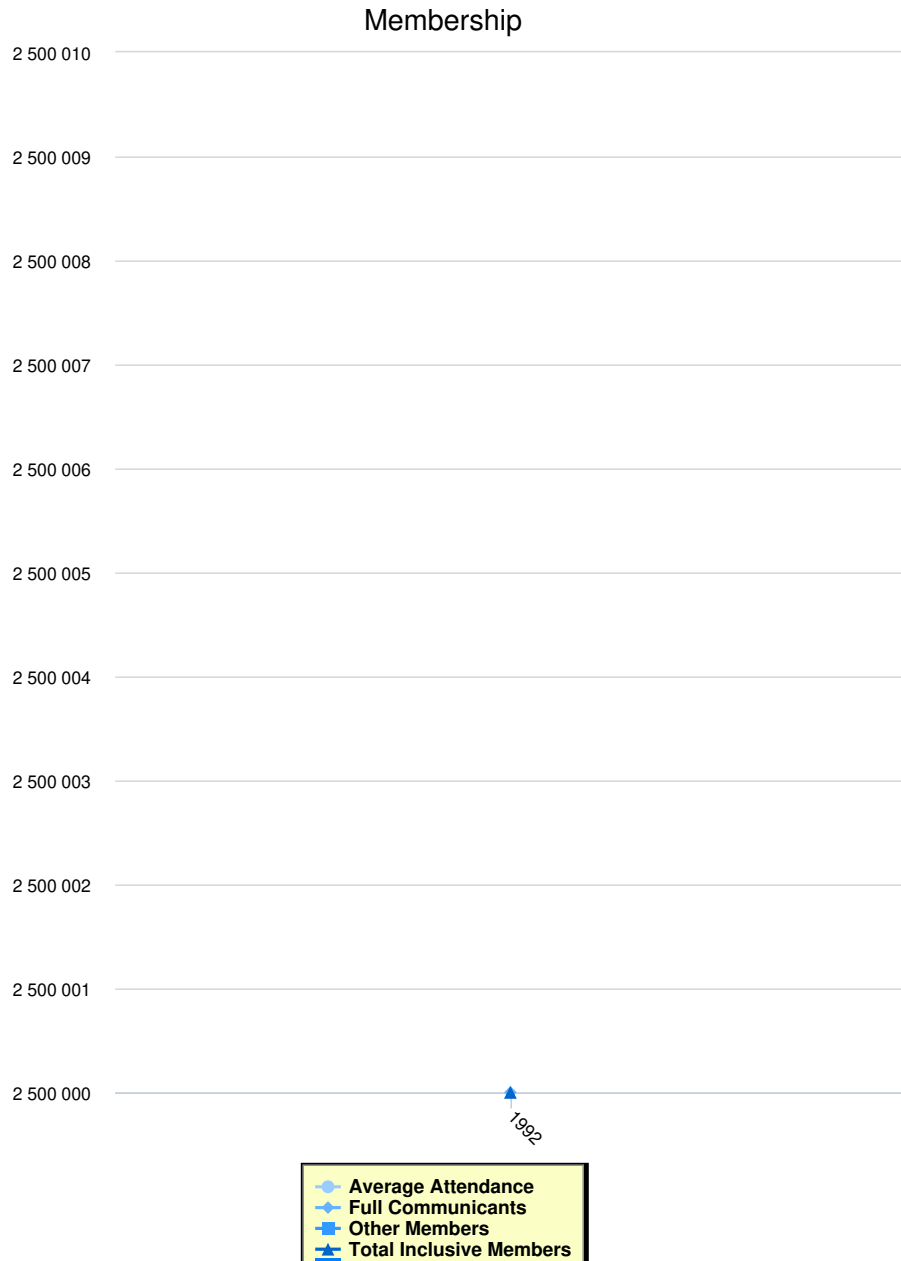 Membership
2 500 010
2 500 009
2 500 008
2 500 007
2 500 006
2 500 005
2 500 004
2 500 003
2 500 002
2 500 001
2 500 000
1992
Average Attendance
Full Communicants
Other Members
Total Inclusive Members